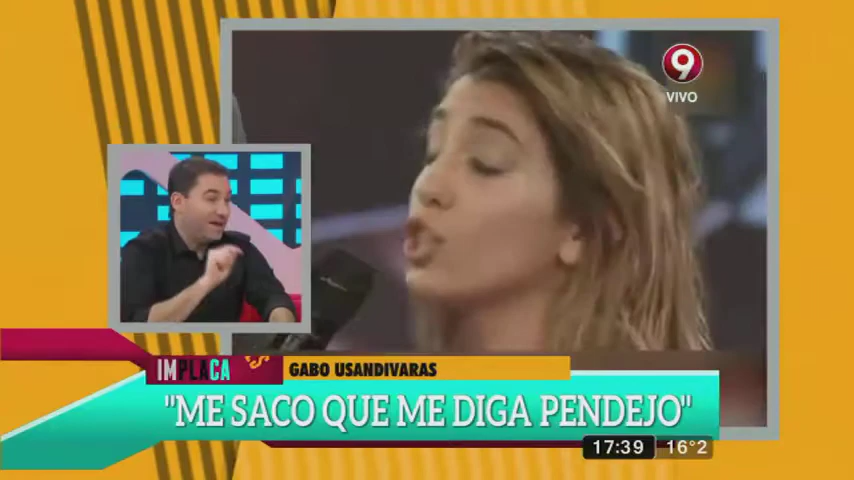 9
VIVO
IMPLACA
GABO USANDIVARAS
"ME SACO QUE ME DIGA PENDEJO"
17:39 16°2